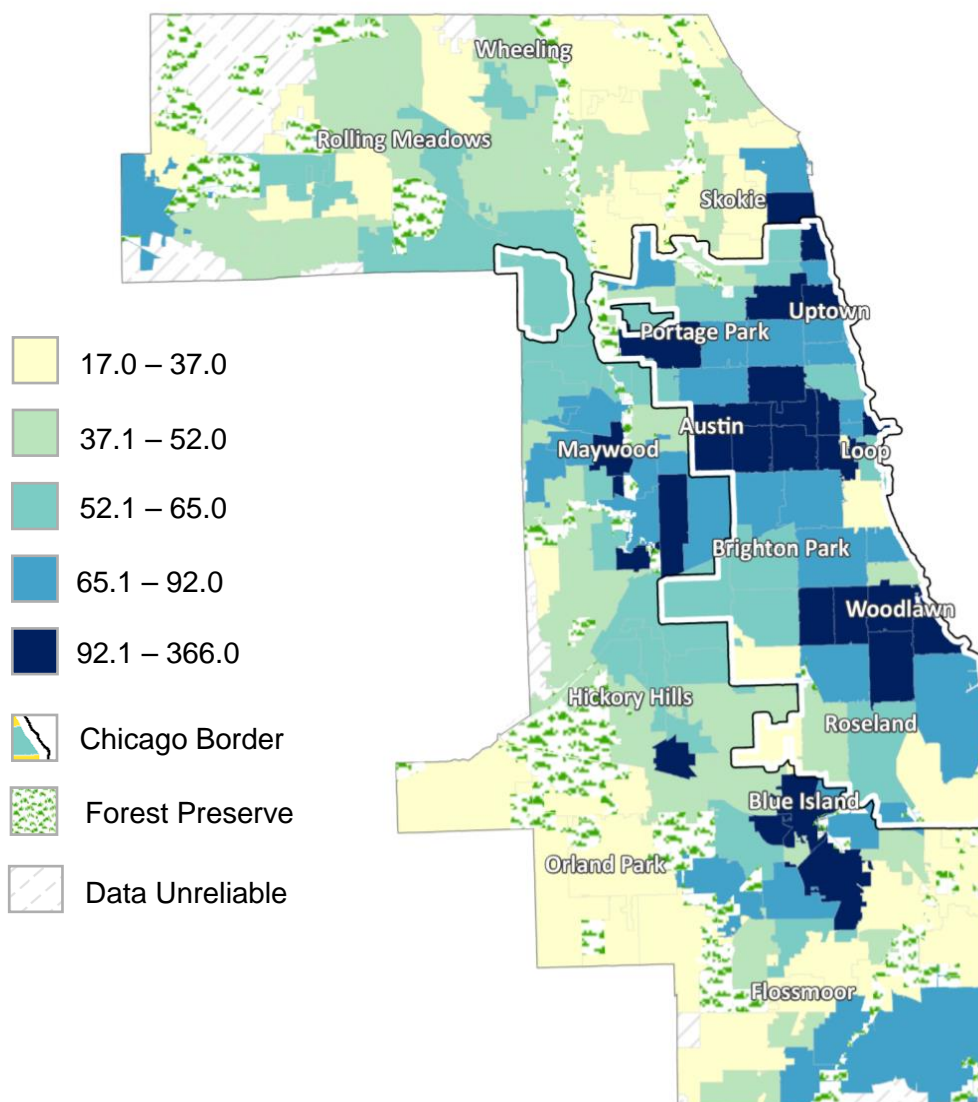 Wheeling
Rolling Meadows
Skokie
Uptown
Portage Park
17.0 – 37.0
37.1 – 52.0
52.1 – 65.0
65.1 – 92.0
92.1 – 366.0
Chicago Border
Forest Preserve
Data Unreliable
Austin
Maywood
Loop
Brighton Park
Woodlawn
Hickory Hills
Roseland
Blue Island
Orland Park
Flossmoor